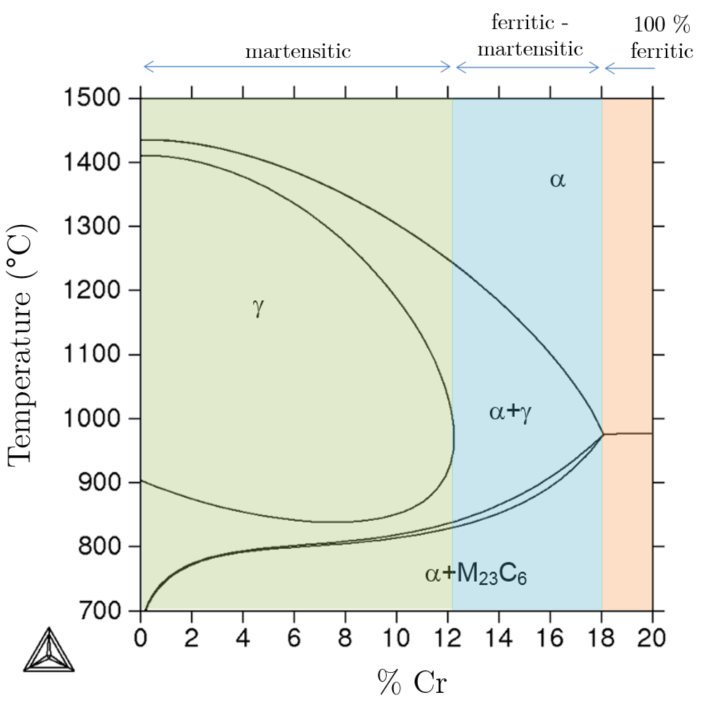 martensitic
ferritic -
martensitic
100 %
ferritic
Temperature (°C)
1500
1400
1300
1200
1100
1000
900
800
700
α
γ
α+γ
α+M₂₃C₆
0 2 4 6 8 10 12 14 16 18 20
% Cr